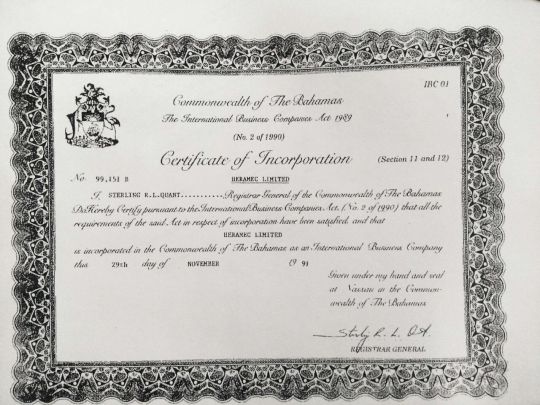 IBC 01
Commonwealth of The Bahamas
The International Business Companies Act 1989
(No. 2 of 1990)
Certificate of Incorporation (Section 11 and 12)
No. 99,151 B HERAMEC LIMITED
I, STERLING R.L.QUANT..........Registrar General of the Commonwealth of The Bahamas
Do Hereby Certify pursuant to the International Business Companies Act, (No. 2 of 1990) that all the
requirements of the said Act in respect of incorporation have been satisfied, and that
HERAMEC LIMITED
is incorporated in the Commonwealth of The Bahamas as an International Business Company
this 29th day of NOVEMBER 19
Given under my hand and seal
at Nassau in the Common-
wealth of The Bahamas
REGISTRAR GENERAL